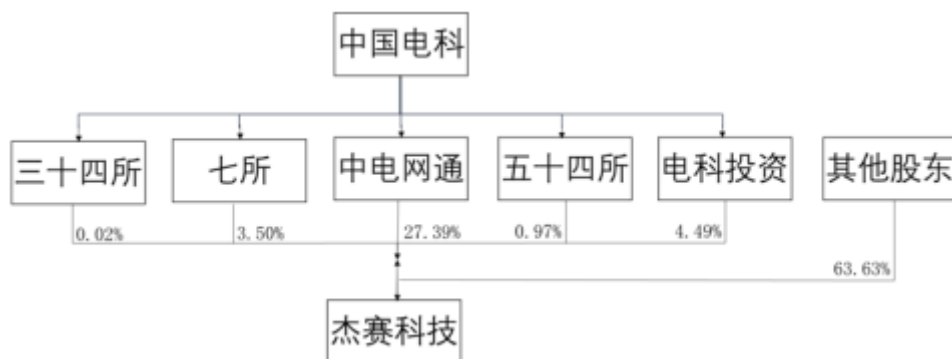 中国电科
三十四所
七所
中电网通
五十四所
电科投资
其他股东
0.02%
3.50%
27.39%
0.97%
4.49%
63.63%
杰赛科技